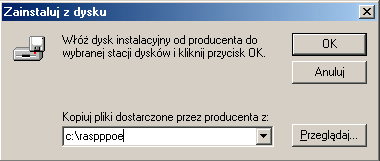 Zainstaluj z dysku
Włóż dysk instalacyjny od producenta do
wybranej stacji dysków i kliknij przycisk OK.
OK
Anuluj
Kopiuj pliki dostarczone przez producenta z:
c:\raspppoe
Przeglądaj...